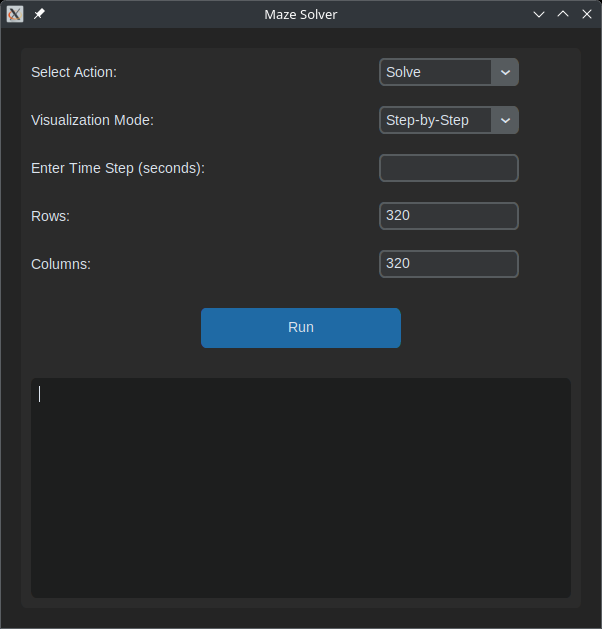 Maze Solver
Select Action: Solve
Visualization Mode: Step-by-Step
Enter Time Step (seconds):
Rows: 320
Columns: 320
Run